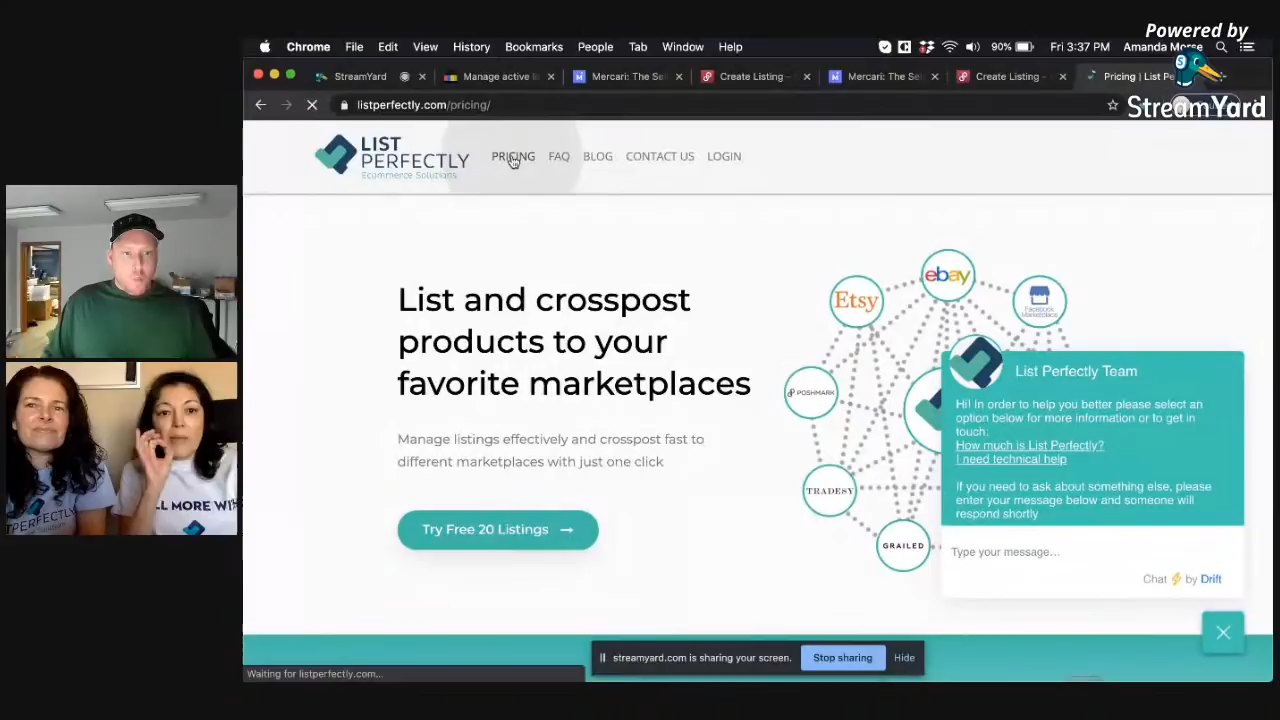 Powered by
StreamYard
Chrome File Edit View History Bookmarks People Tab Window Help
90% Fri 3:37 PM Amanda Morse
StreamYard
Manage active li
Mercari: The Sel
Create Listing -
Mercari: The Sel
Create Listing -
Pricing | List Pe
listperfectly.com/pricing/
LIST
PERFECTLY
Ecommerce Solutions
PRICING FAQ BLOG CONTACT US LOGIN
List and crosspost
products to your
favorite marketplaces
Manage listings effectively and crosspost fast to
different marketplaces with just one click
Try Free 20 Listings →
ebay
Etsy
Facebook
Marketplace
POSHMARK
TRADESY
GRAILED
List Perfectly Team
Hi! In order to help you better please select an
option below for more information or to get in
touch.
How much is List Perfectly?
I need technical help
If you need to ask about something else, please
enter your message below and someone will
respond shortly
Type your message...
Chat ⚡ by Drift
streamyard.com is sharing your screen. Stop sharing Hide
Waiting for listperfectly.com...